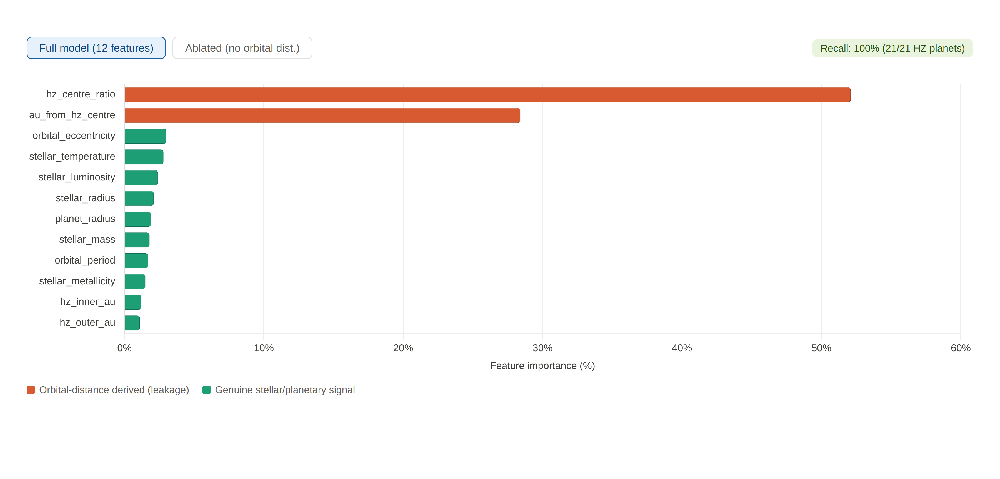 Full model (12 features)
Ablated (no orbital dist.)
Recall: 100% (21/21 HZ planets)
hz_centre_ratio
au_from_hz_centre
orbital_eccentricity
stellar_temperature
stellar_luminosity
stellar_radius
planet_radius
stellar_mass
orbital_period
stellar_metallicity
hz_inner_au
hz_outer_au
0% 10% 20% 30% 40% 50% 60%
Feature importance (%)
Orbital-distance derived (leakage)
Genuine stellar/planetary signal